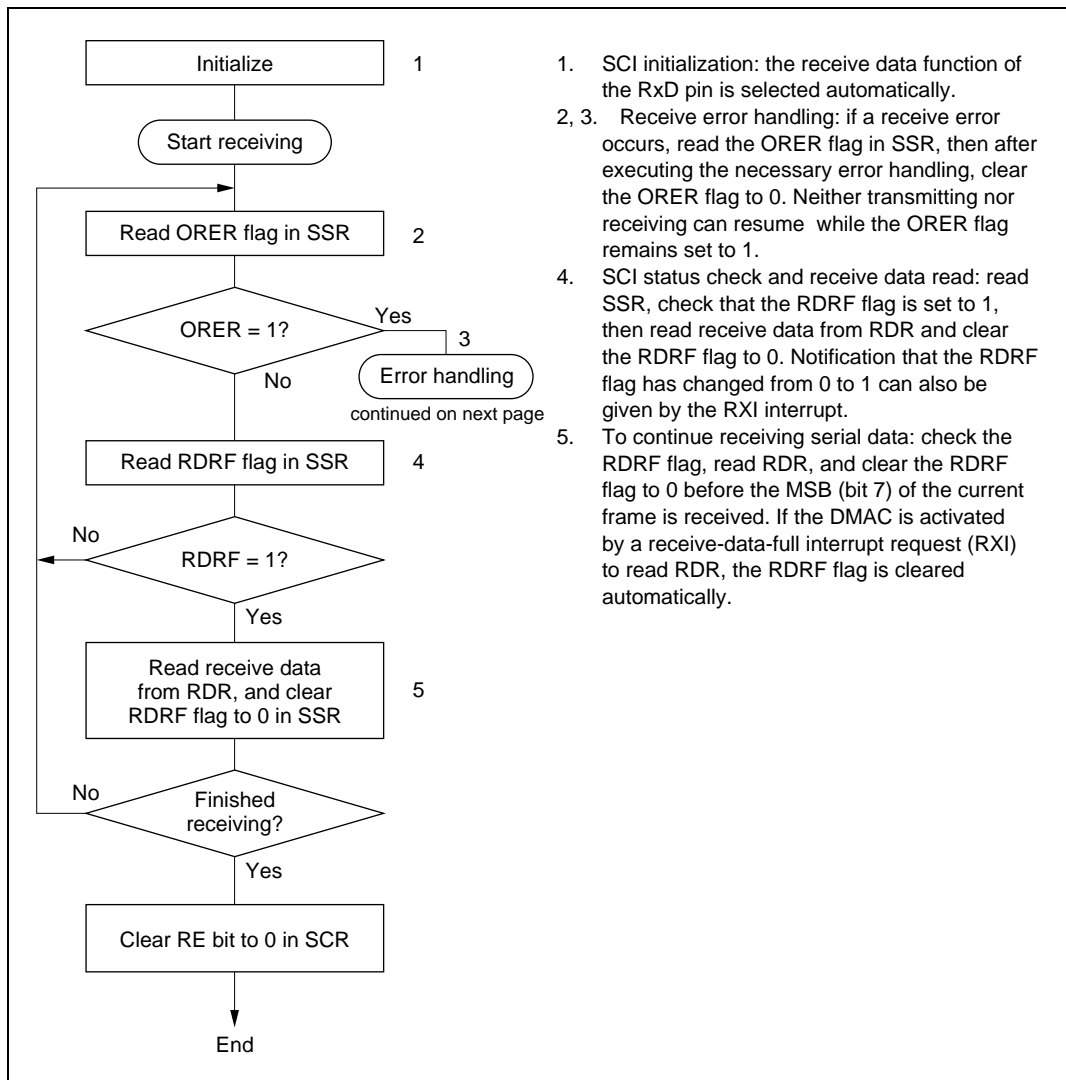 Initialize
1
Start receiving
Read ORER flag in SSR
2
ORER = 1?
Yes
3
Error handling
continued on next page
No
Read RDRF flag in SSR
4
No
RDRF = 1?
Yes
Read receive data
from RDR, and clear
RDRF flag to 0 in SSR
5
No
Finished
receiving?
Yes
Clear RE bit to 0 in SCR
End
1. SCI initialization: the receive data function of
the RxD pin is selected automatically.
2, 3. Receive error handling: if a receive error
occurs, read the ORER flag in SSR, then after
executing the necessary error handling, clear
the ORER flag to 0. Neither transmitting nor
receiving can resume while the ORER flag
remains set to 1.
4. SCI status check and receive data read: read
SSR, check that the RDRF flag is set to 1,
then read receive data from RDR and clear
the RDRF flag to 0. Notification that the RDRF
flag has changed from 0 to 1 can also be
given by the RXI interrupt.
5. To continue receiving serial data: check the
RDRF flag, read RDR, and clear the RDRF
flag to 0 before the MSB (bit 7) of the current
frame is received. If the DMAC is activated
by a receive-data-full interrupt request (RXI)
to read RDR, the RDRF flag is cleared
automatically.